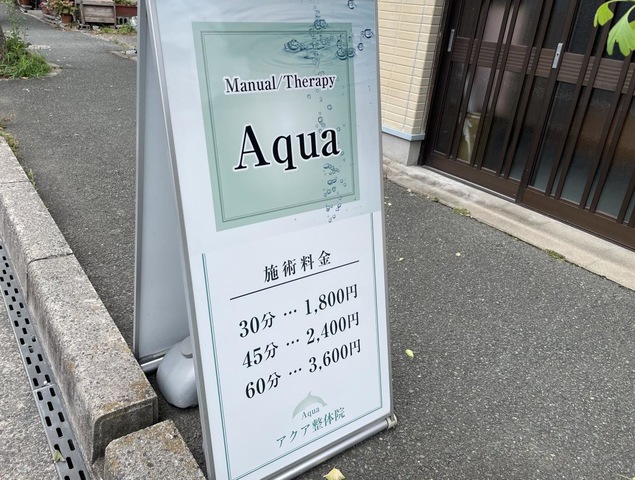 Manual/Therapy
Aqua
施術料金
30分 … 1,800円
45分 … 2,400円
60分 … 3,600円
Aqua
アクア整体院